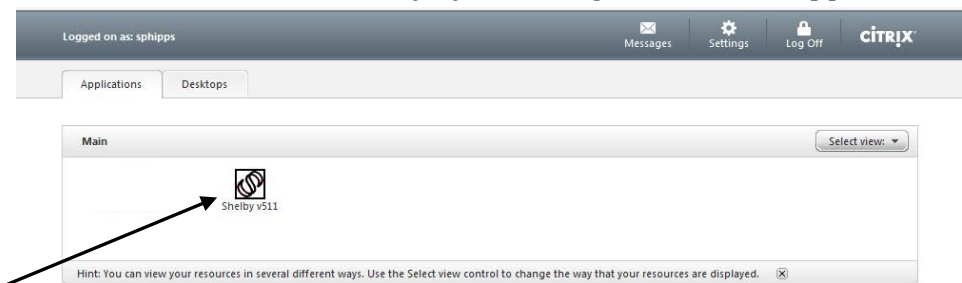 Logged on as: sphipps
Messages Settings Log Off CİTRIX
Applications Desktops
Main Select view:
Shelby v511
Hint: You can view your resources in several different ways. Use the Select view control to change the way that your resources are displayed.